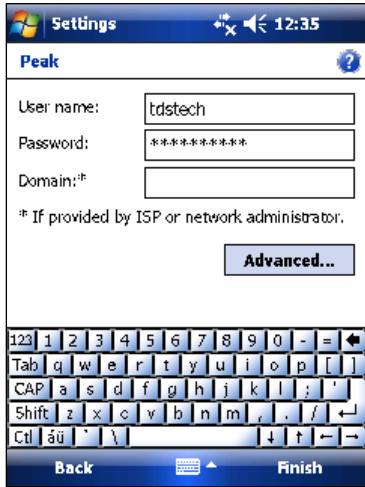 Settings 12:35
Peak ?
User name: tdstech
Password: **********
Domain:*
* If provided by ISP or network administrator.
Advanced...
123 1 2 3 4 5 6 7 8 9 0 - =
Tab q w e r t y u i o p [ ]
CAP a s d f g h j k l ; '
Shift z x c v b n m , . /
Ctl áü ` \
Back Finish